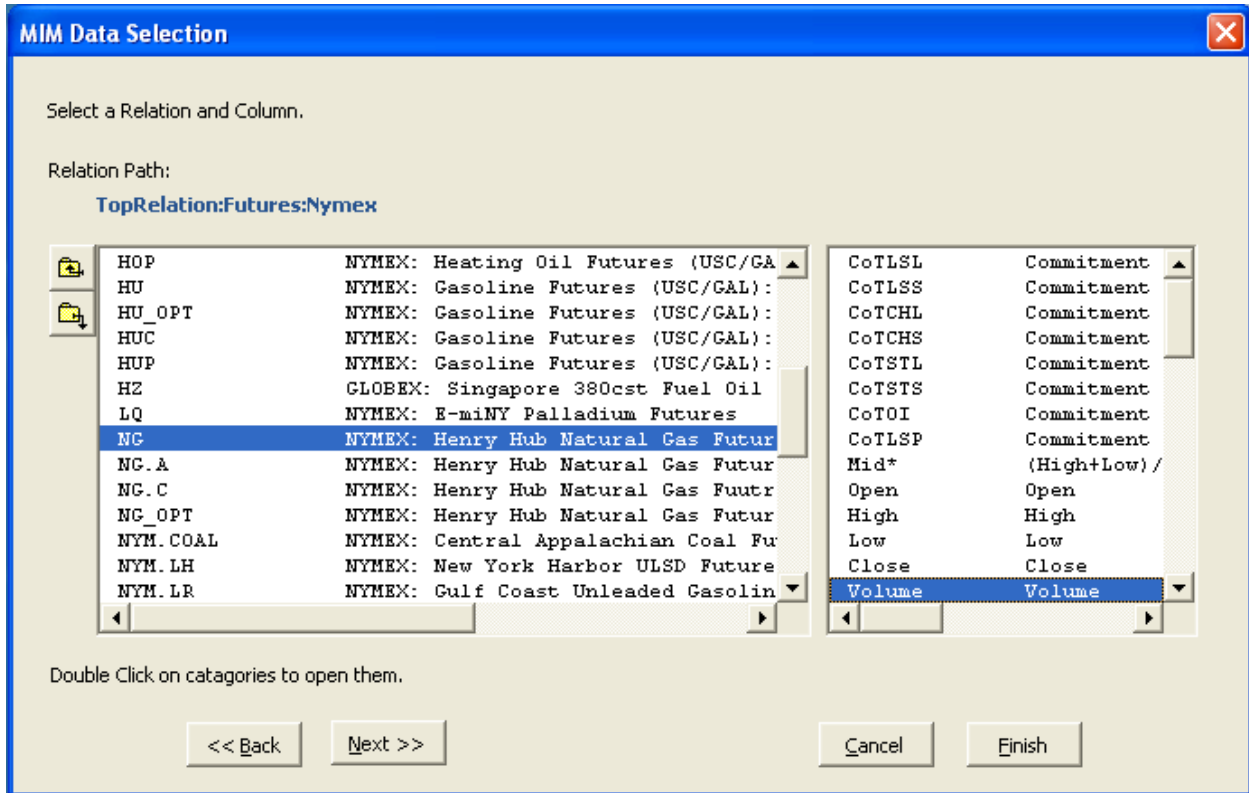 MIM Data Selection
Select a Relation and Column.
Relation Path:
TopRelation:Futures:Nymex
HOP NYMEX: Heating Oil Futures (USC/GA
HU NYMEX: Gasoline Futures (USC/GAL):
HU_OPT NYMEX: Gasoline Futures (USC/GAL):
HUC NYMEX: Gasoline Futures (USC/GAL):
HUP NYMEX: Gasoline Futures (USC/GAL):
HZ GLOBEX: Singapore 380cst Fuel Oil
LQ NYMEX: E-miNY Palladium Futures
NG NYMEX: Henry Hub Natural Gas Futur
NG.A NYMEX: Henry Hub Natural Gas Futur
NG.C NYMEX: Henry Hub Natural Gas Fuutr
NG_OPT NYMEX: Henry Hub Natural Gas Futur
NYM.COAL NYMEX: Central Appalachian Coal Fu
NYM.LH NYMEX: New York Harbor ULSD Future
NYM.LR NYMEX: Gulf Coast Unleaded Gasolin
CoTLSL Commitment
CoTLSS Commitment
CoTCHL Commitment
CoTCHS Commitment
CoTSTL Commitment
CoTSTS Commitment
CoTOI Commitment
CoTLSP Commitment
Mid* (High+Low)/
Open Open
High High
Low Low
Close Close
Volume Volume
Double Click on catagories to open them.
<< Back Next >> Cancel Finish